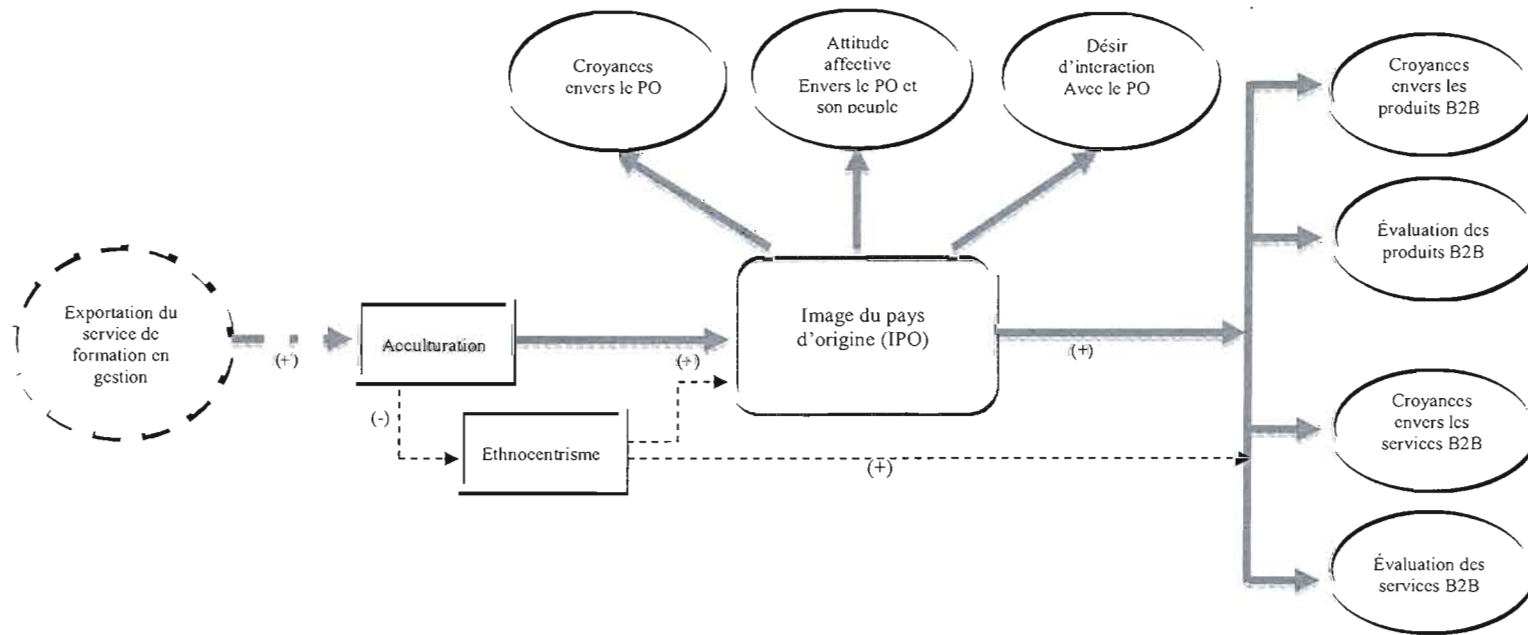 Croyances
envers le PO
Attitude
affective
Envers le PO et
son peuple
Désir
d'interaction
Avec le PO
Croyances
envers les
produits B2B
Évaluation des
produits B2B
Exportation du
service de
formation en
gestion
(+)
Acculturation
(+)
Image du pays
d'origine (IPO)
(+)
(-)
Ethnocentrisme
(+)
Croyances
envers les
services B2B
Évaluation des
services B2B